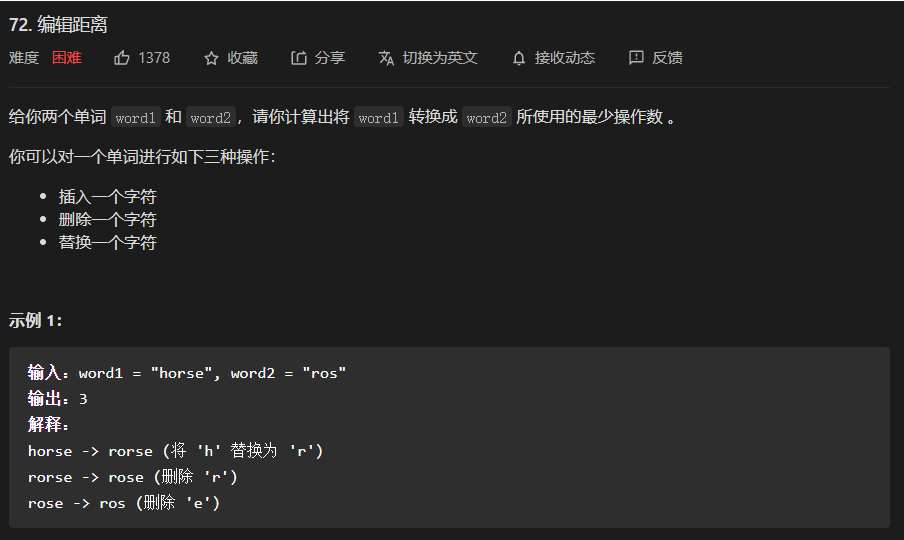 72. 编辑距离
难度 困难 1378 收藏 分享 切换为英文 接收动态 反馈
给你两个单词 word1 和 word2，请你计算出将 word1 转换成 word2 所使用的最少操作数 。
你可以对一个单词进行如下三种操作：
插入一个字符
删除一个字符
替换一个字符
示例 1：
输入：word1 = "horse", word2 = "ros"
输出：3
解释：
horse -> rorse (将 'h' 替换为 'r')
rorse -> rose (删除 'r')
rose -> ros (删除 'e')